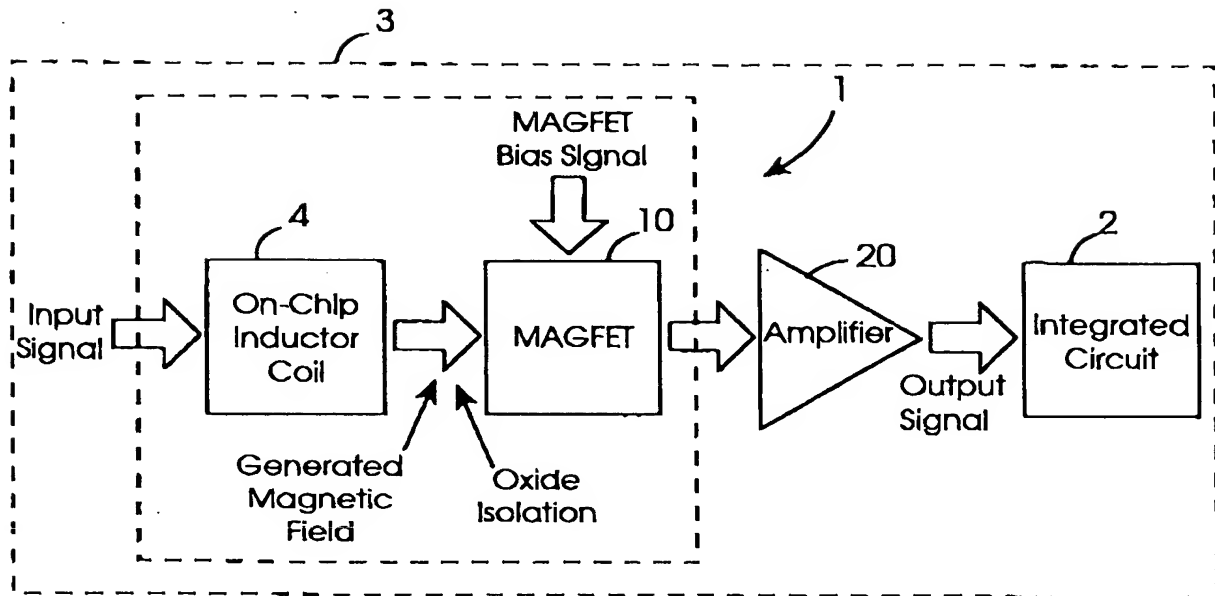 3
1
MAGFET
Bias Signal
4
10
20
2
Input
Signal
On-Chip
Inductor
Coil
MAGFET
Amplifier
Output
Signal
Integrated
Circuit
Generated
Magnetic
Field
Oxide
Isolation